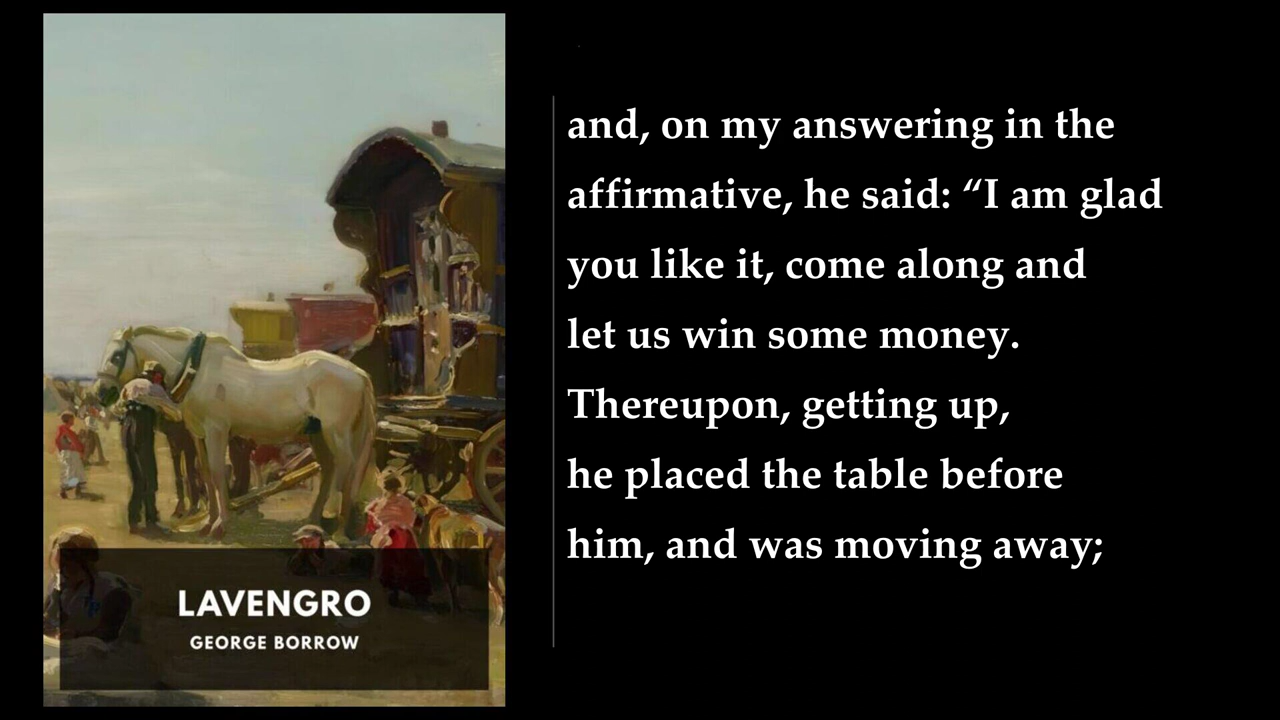 LAVENGRO
GEORGE BORROW
and, on my answering in the
affirmative, he said: “I am glad
you like it, come along and
let us win some money.
Thereupon, getting up,
he placed the table before
him, and was moving away;